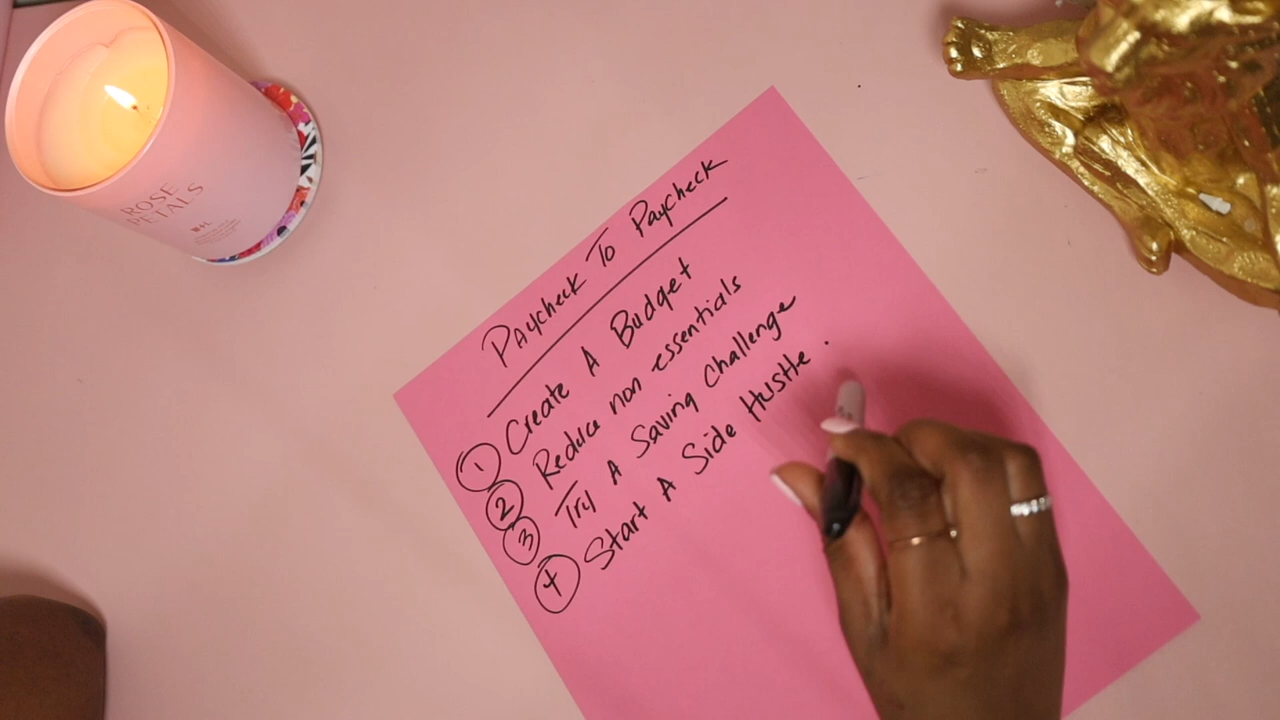 ROSE
PETALS
Paycheck To Paycheck
1 Create A Budget
2 Reduce non essentials
3 Try A Saving Challenge
4 Start A Side Hustle.